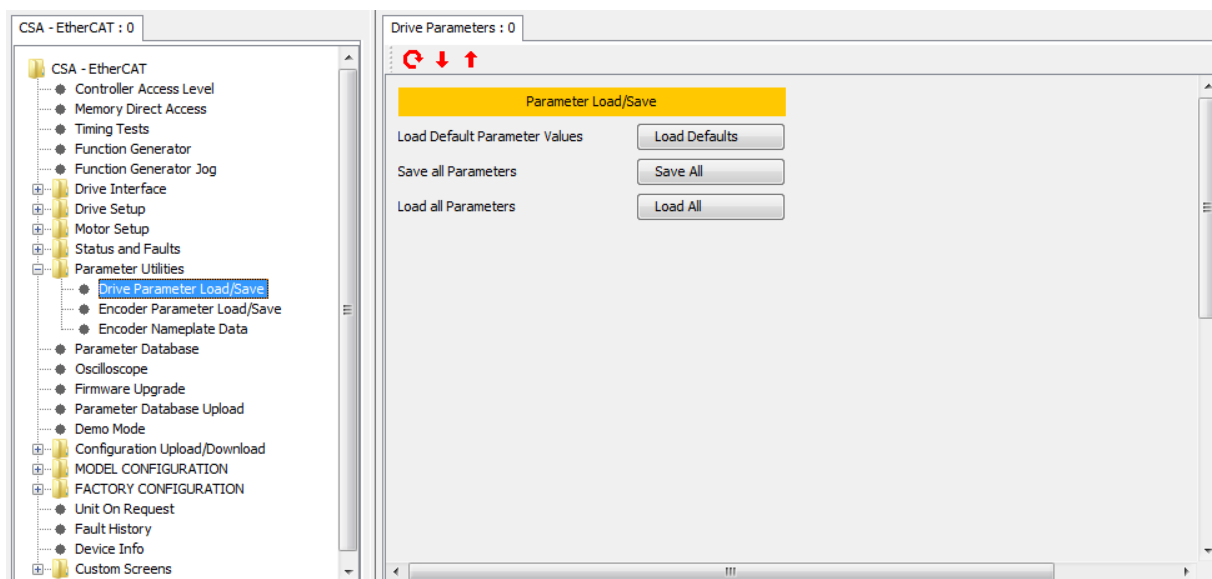 CSA - EtherCAT : 0
CSA - EtherCAT
Controller Access Level
Memory Direct Access
Timing Tests
Function Generator
Function Generator Jog
Drive Interface
Drive Setup
Motor Setup
Status and Faults
Parameter Utilities
Drive Parameter Load/Save
Encoder Parameter Load/Save
Encoder Nameplate Data
Parameter Database
Oscilloscope
Firmware Upgrade
Parameter Database Upload
Demo Mode
Configuration Upload/Download
MODEL CONFIGURATION
FACTORY CONFIGURATION
Unit On Request
Fault History
Device Info
Custom Screens
Drive Parameters : 0
Parameter Load/Save
Load Default Parameter Values Load Defaults
Save all Parameters Save All
Load all Parameters Load All